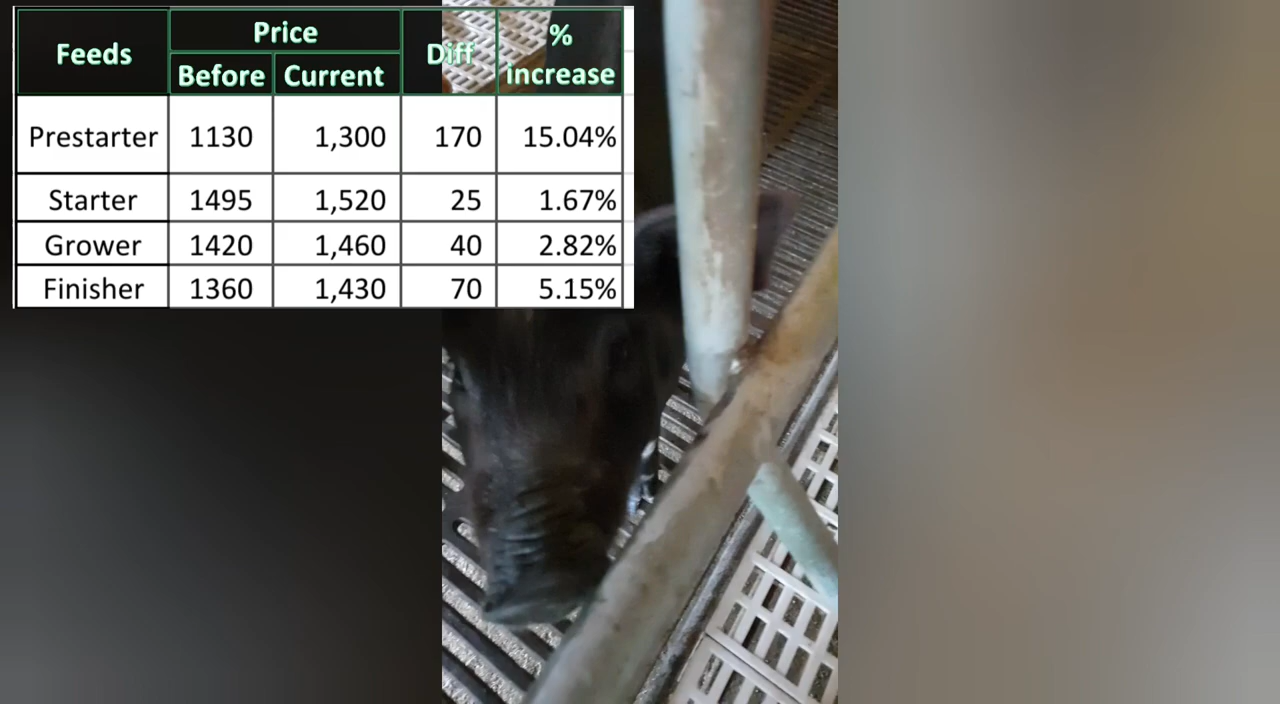 Feeds Price Diff % increase
Before Current
Prestarter 1130 1,300 170 15.04%
Starter 1495 1,520 25 1.67%
Grower 1420 1,460 40 2.82%
Finisher 1360 1,430 70 5.15%